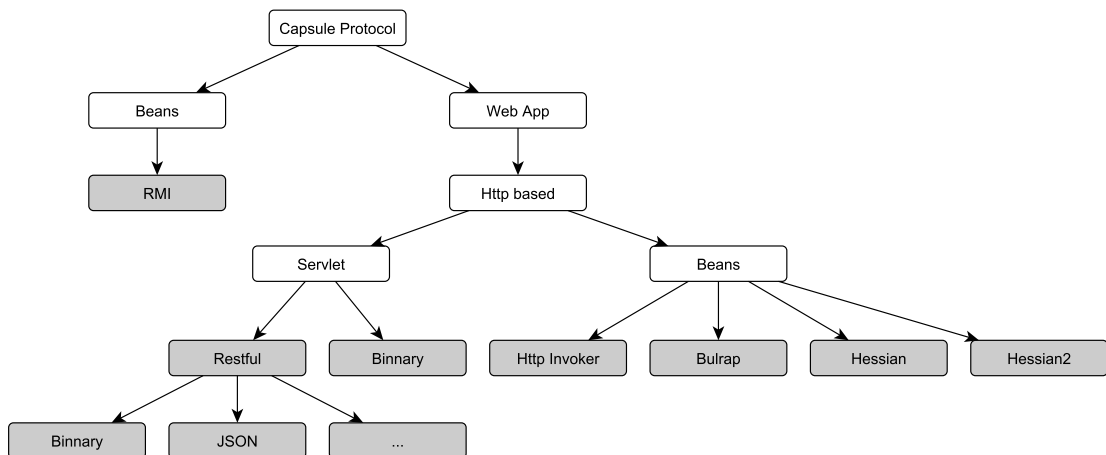 Capsule Protocol
Beans
Web App
RMI
Http based
Servlet
Beans
Restful
Binnary
Http Invoker
Bulrap
Hessian
Hessian2
Binnary
JSON
...